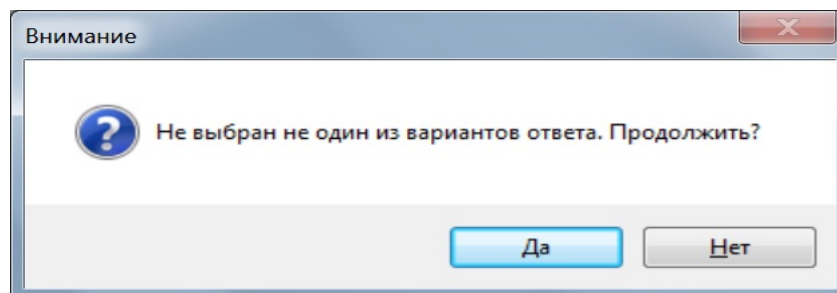 Внимание
Не выбран не один из вариантов ответа. Продолжить?
Да
Нет